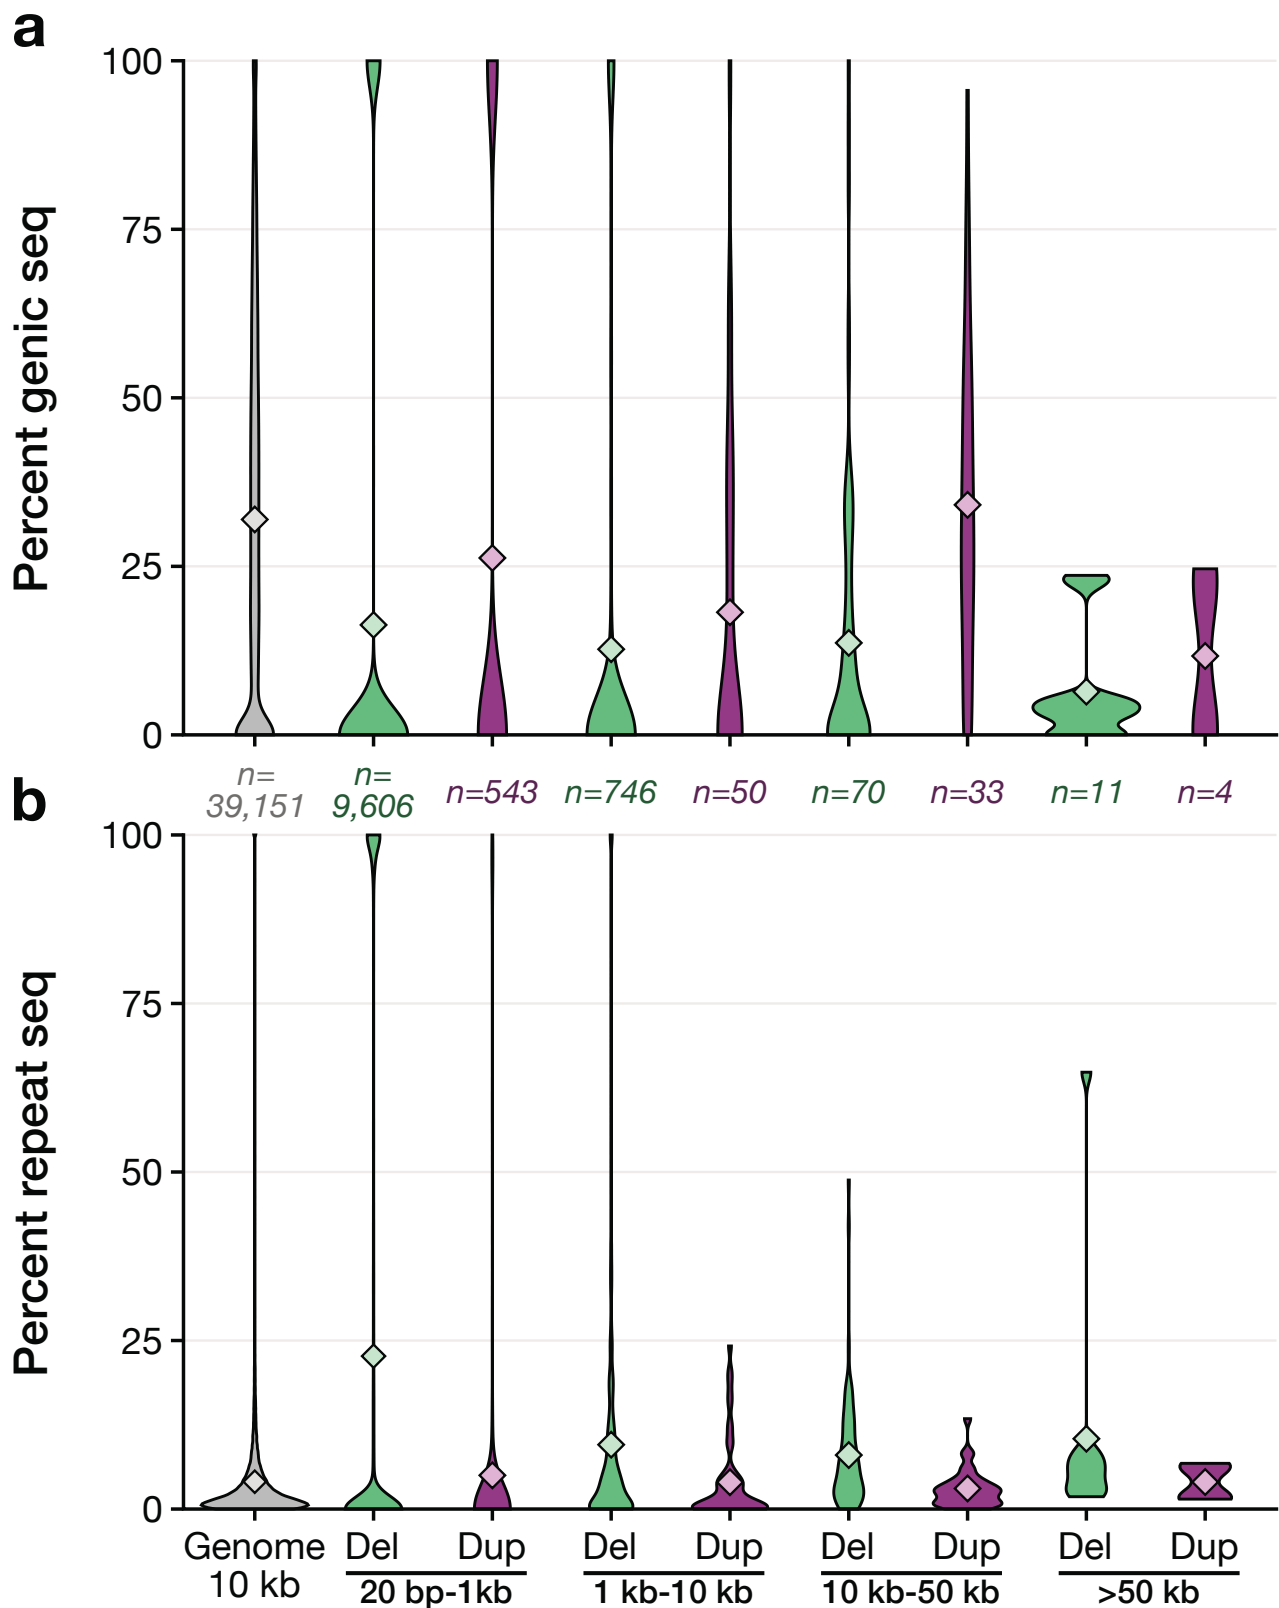 a
Percent genic seq
100
75
50
25
0
n=
39,151
n=
9,606
n=543
n=746
n=50
n=70
n=33
n=11
n=4
b
Percent repeat seq
100
75
50
25
0
Genome
10 kb
Del
Dup
Del
Dup
Del
Dup
Del
Dup
20 bp-1kb
1 kb-10 kb
10 kb-50 kb
>50 kb